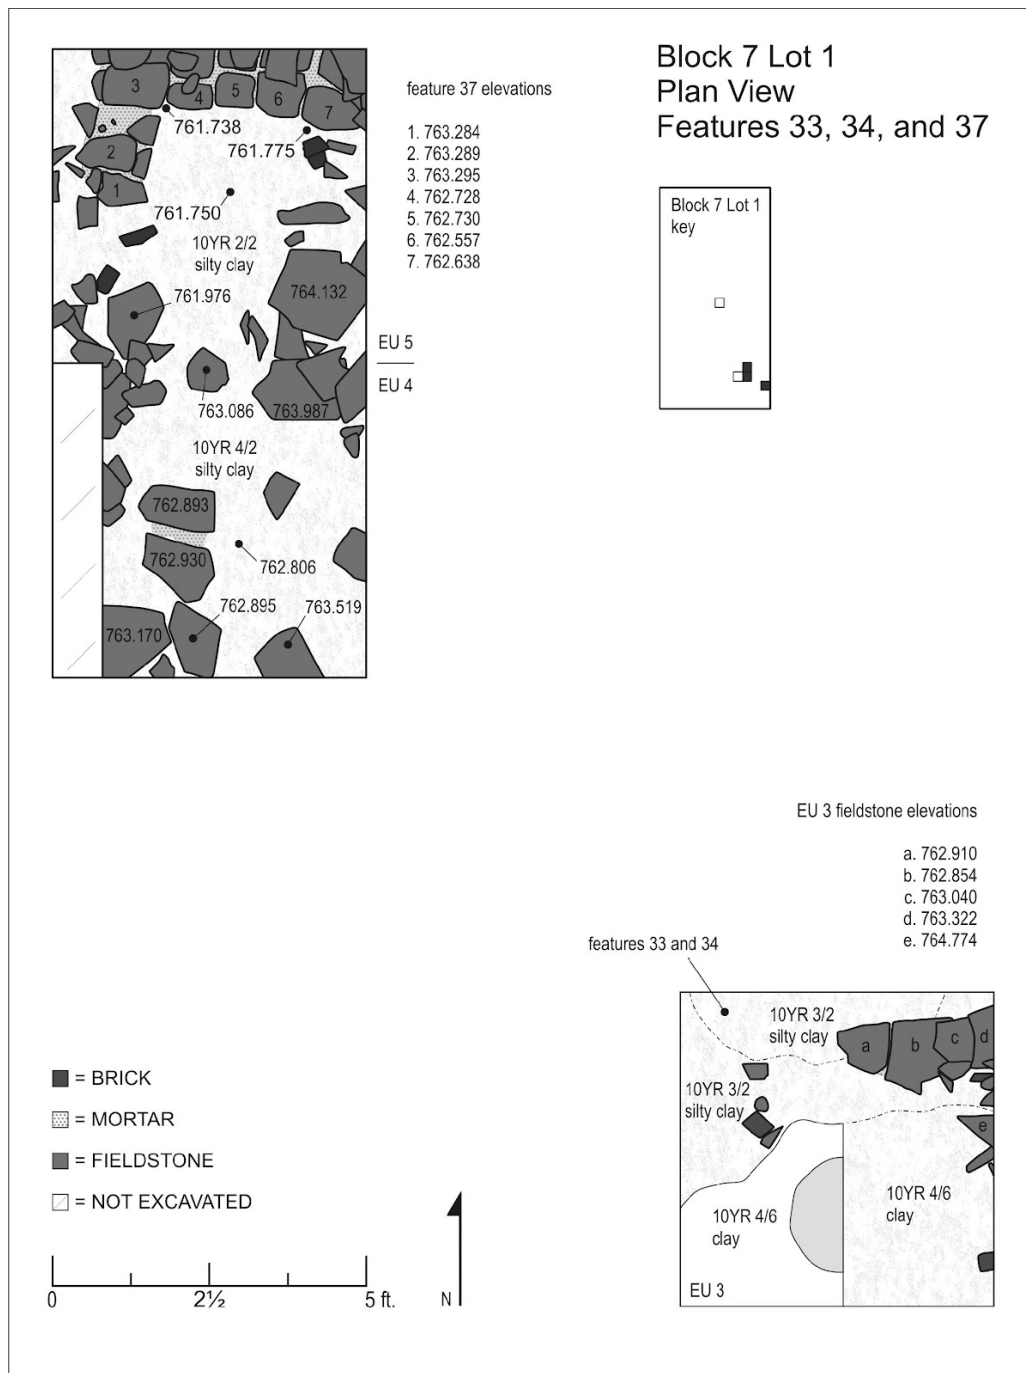 Block 7 Lot 1
Plan View
Features 33, 34, and 37
feature 37 elevations
1. 763.284
2. 763.289
3. 763.295
4. 762.728
5. 762.730
6. 762.557
7. 762.638
3
4
5
6
7
2
1
761.738
761.775
761.750
10YR 2/2
silty clay
764.132
761.976
EU 5
EU 4
763.086
763.987
10YR 4/2
silty clay
762.893
762.930
762.806
762.895
763.519
763.170
Block 7 Lot 1
key
EU 3 fieldstone elevations
a. 762.910
b. 762.854
c. 763.040
d. 763.322
e. 764.774
features 33 and 34
10YR 3/2
silty clay
a
b
c
d
10YR 3/2
silty clay
e
10YR 4/6
clay
10YR 4/6
clay
EU 3
= BRICK
= MORTAR
= FIELDSTONE
= NOT EXCAVATED
0
2½
5 ft.
N